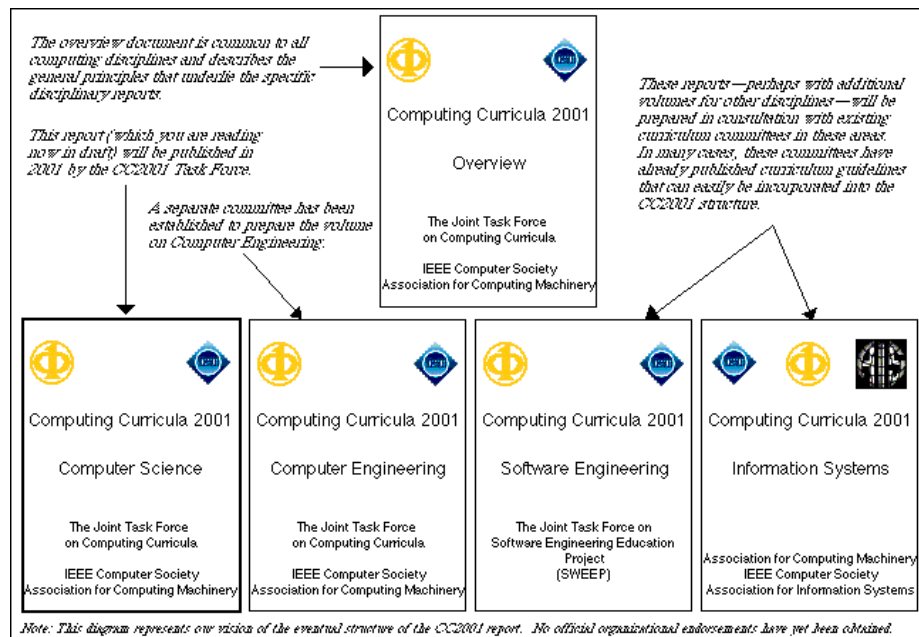 The overview document is common to all
computing disciplines and describes the
general principles that underlie the specific
disciplinary reports.
This report (which you are reading
now in draft) will be published in
2001 by the CC2001 Task Force.
A separate committee has been
established to prepare the volume
on Computer Engineering.
Computing Curricula 2001
Overview
The Joint Task Force
on Computing Curricula
IEEE Computer Society
Association for Computing Machinery
These reports—perhaps with additional
volumes for other disciplines—will be
prepared in consultation with existing
curriculum committees in these areas.
In many cases, these committees have
already published curriculum guidelines
that can easily be incorporated into the
CC2001 structure.
Computing Curricula 2001
Computer Science
The Joint Task Force
on Computing Curricula
IEEE Computer Society
Association for Computing Machinery
Computing Curricula 2001
Computer Engineering
The Joint Task Force
on Computing Curricula
IEEE Computer Society
Association for Computing Machinery
Computing Curricula 2001
Software Engineering
The Joint Task Force on
Software Engineering Education
Project
(SWEEP)
Computing Curricula 2001
Information Systems
Association for Computing Machinery
IEEE Computer Society
Association for Information Systems
Note: This diagram represents our vision of the eventual structure of the CC2001 report. No official organizational endorsements have yet been obtained.